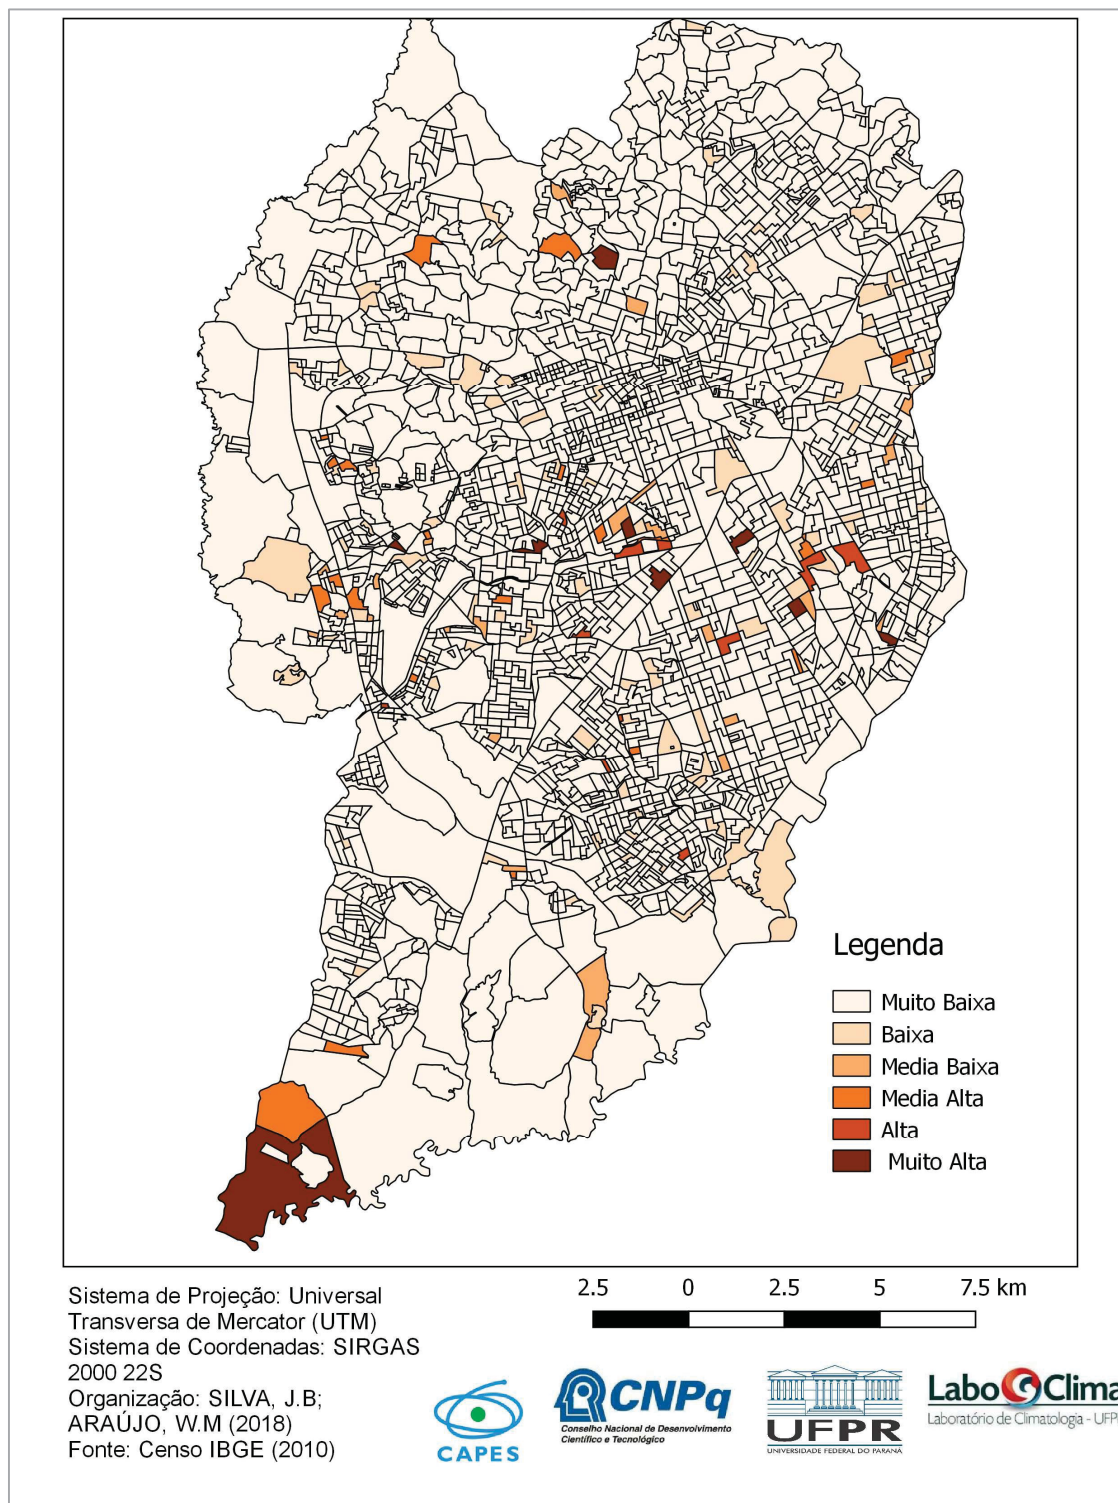 Legenda
Muito Baixa
Baixa
Media Baixa
Media Alta
Alta
Muito Alta
2.5 0 2.5 5 7.5 km
Sistema de Projeção: Universal
Transversa de Mercator (UTM)
Sistema de Coordenadas: SIRGAS
2000 22S
Organização: SILVA, J.B;
ARAÚJO, W.M (2018)
Fonte: Censo IBGE (2010)
CAPES
CNPq
Conselho Nacional de Desenvolvimento
Científico e Tecnológico
UFPR
UNIVERSIDADE FEDERAL DO PARANÁ
LaboClima
Laboratório de Climatologia - UFP